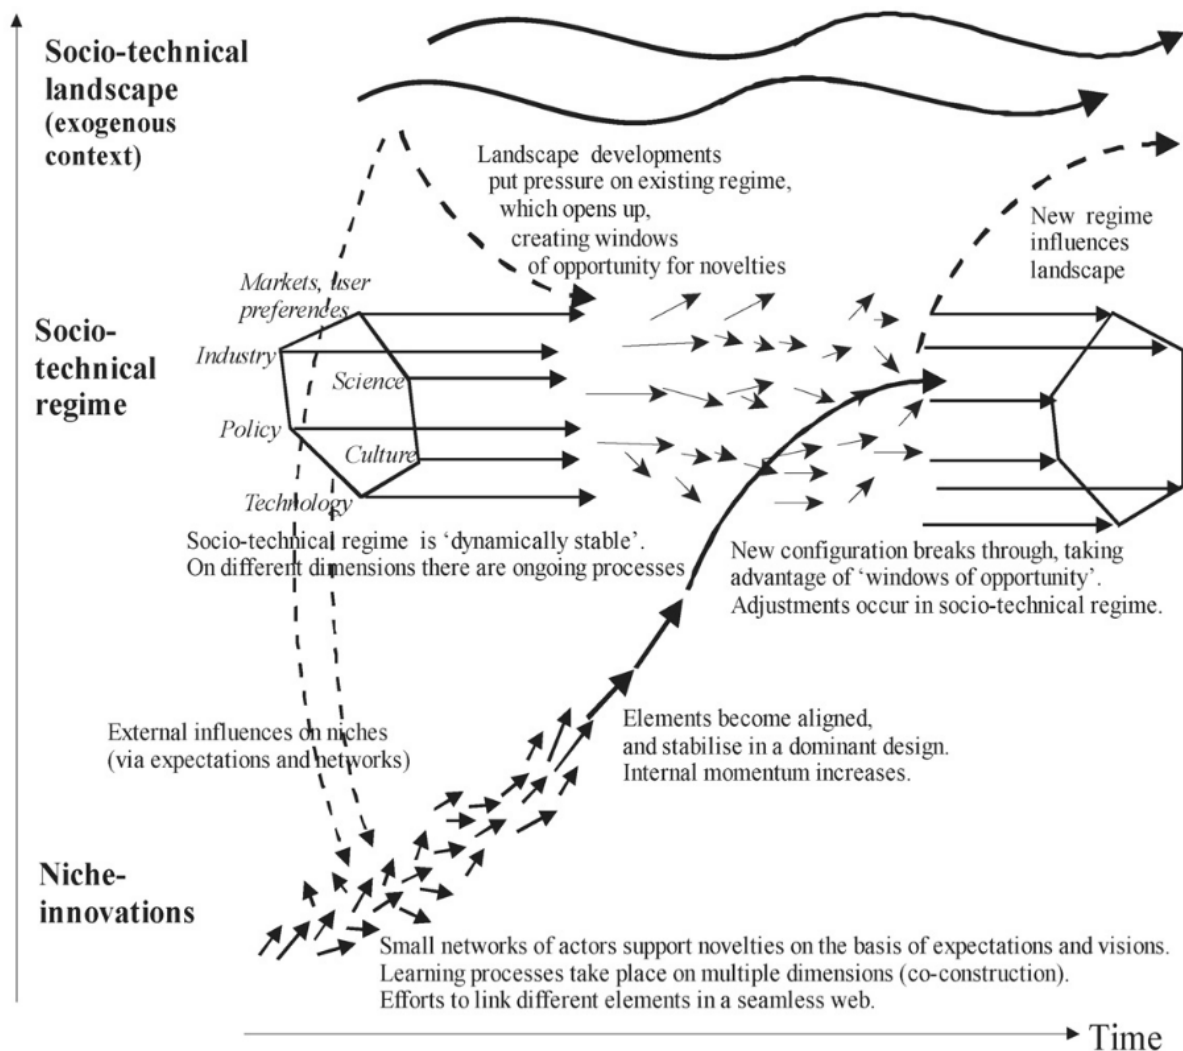 Socio-technical
landscape
(exogenous
context)
Landscape developments
put pressure on existing regime,
which opens up,
creating windows
of opportunity for novelties
New regime
influences
landscape
Socio-
technical
regime
Markets, user
preferences
Industry
Science
Policy
Culture
Technology
Socio-technical regime is ‘dynamically stable’.
On different dimensions there are ongoing processes
New configuration breaks through, taking
advantage of ‘windows of opportunity’.
Adjustments occur in socio-technical regime.
External influences on niches
(via expectations and networks)
Elements become aligned,
and stabilise in a dominant design.
Internal momentum increases.
Niche-
innovations
Small networks of actors support novelties on the basis of expectations and visions.
Learning processes take place on multiple dimensions (co-construction).
Efforts to link different elements in a seamless web.
Time